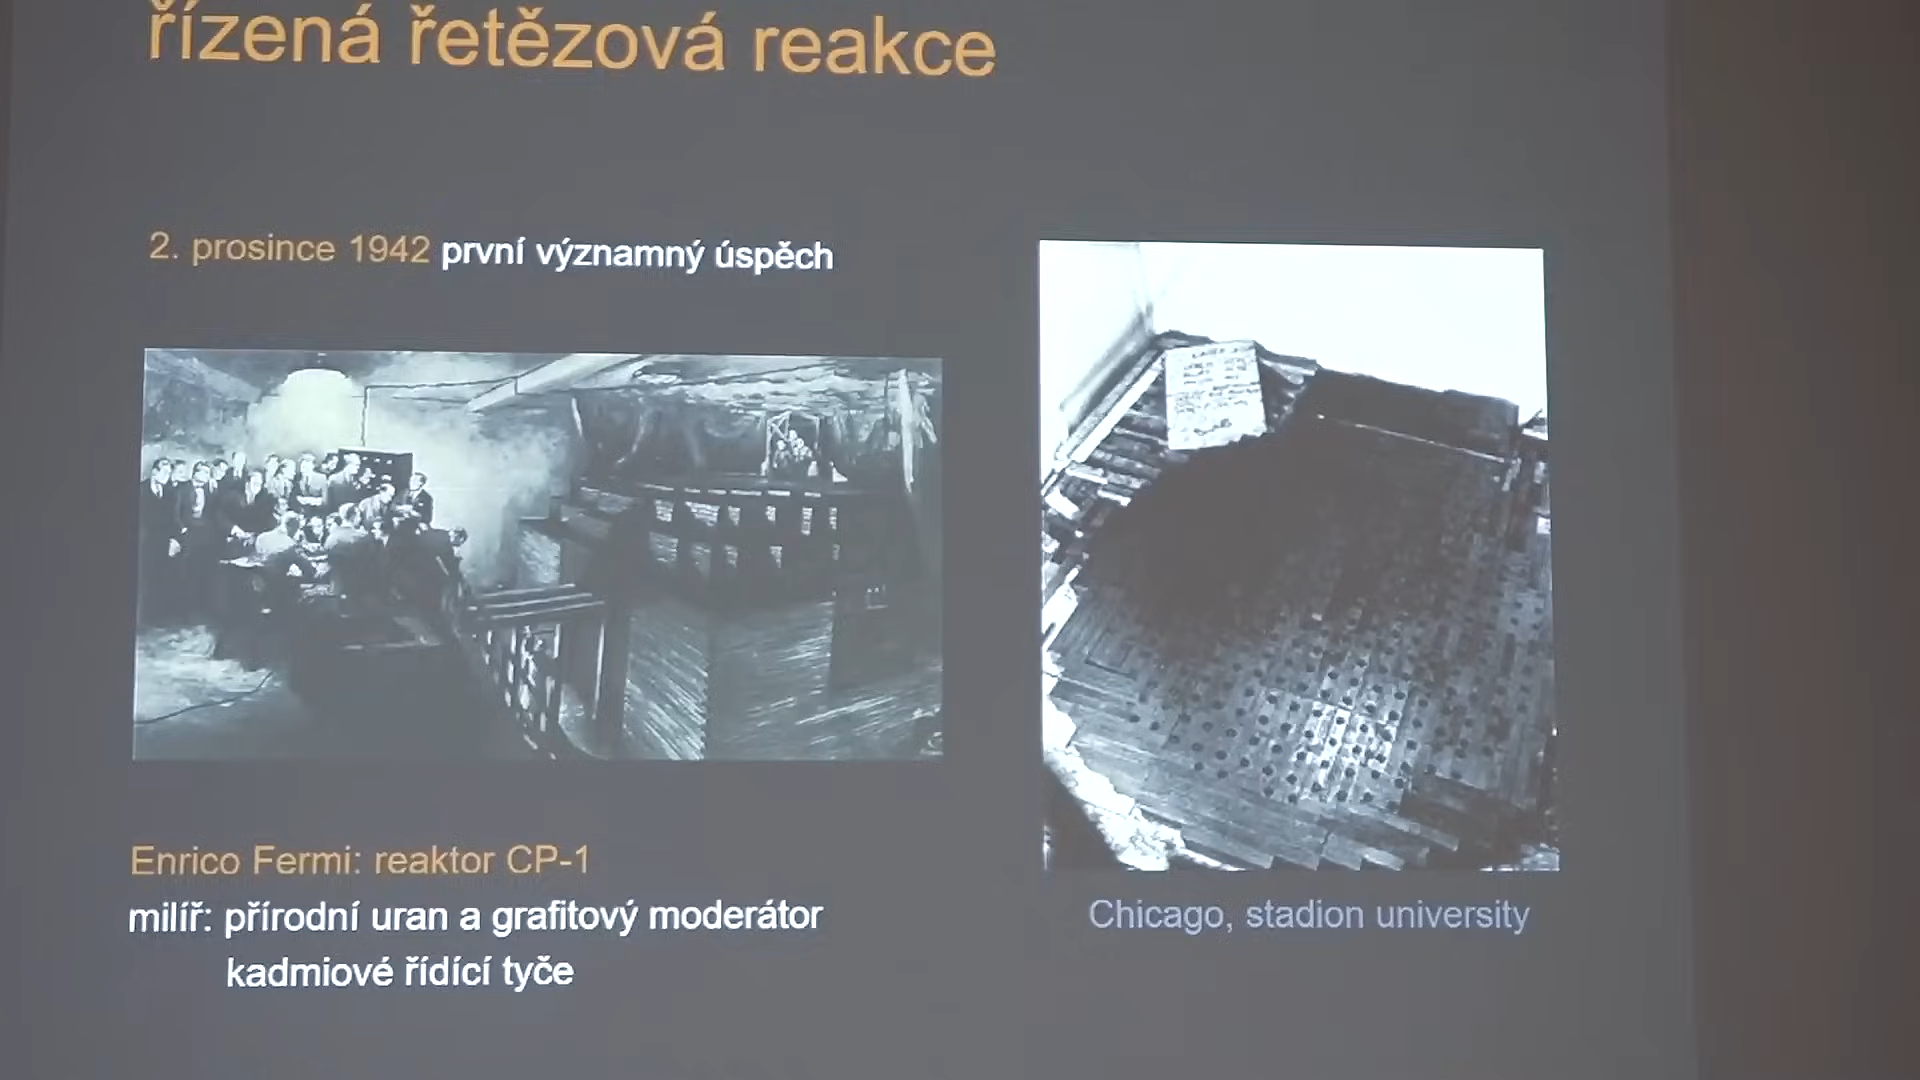 řízená řetězová reakce
2. prosince 1942 první významný úspěch
Enrico Fermi: reaktor CP-1
milíř: přírodní uran a grafitový moderátor
kadmiové řídící tyče
Chicago, stadion university